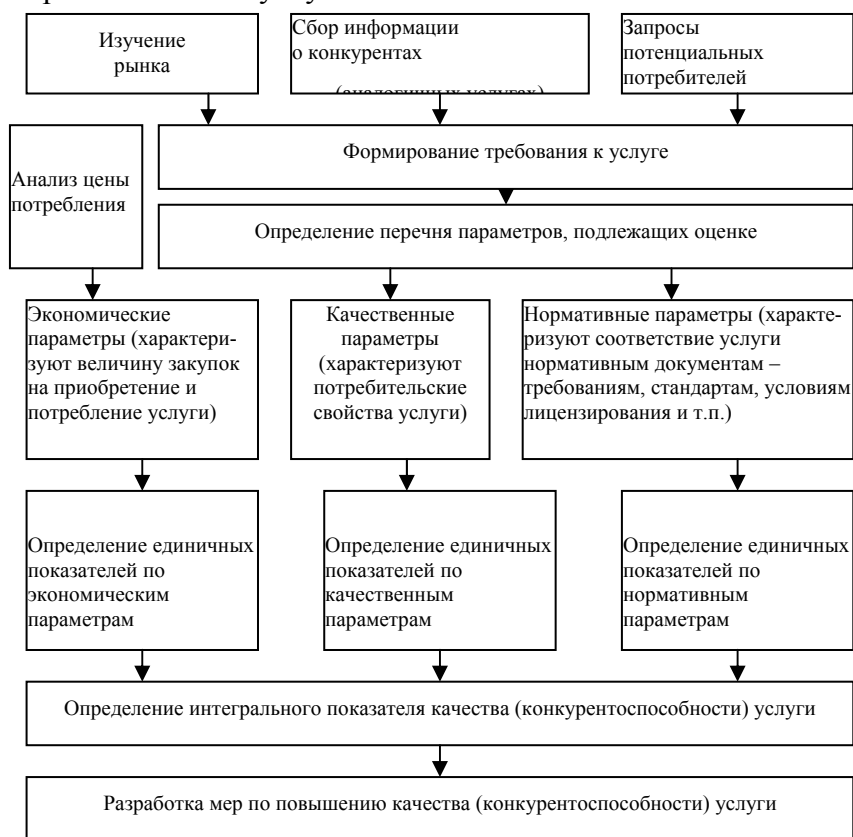 Изучение
рынка
Сбор информации
о конкурентах
(аналогичных услугах)
Запросы
потенциальных
потребителей
Анализ цены
потребления
Формирование требования к услуге
Определение перечня параметров, подлежащих оценке
Экономические
параметры (характери-
зуют величину закупок
на приобретение и
потребление услуги)
Качественные
параметры
(характеризуют
потребительские
свойства услуги)
Нормативные параметры (характе-
ризуют соответствие услуги
нормативным документам –
требованиям, стандартам, условиям
лицензирования и т.п.)
Определение единичных
показателей по
экономическим
параметрам
Определение единичных
показателей по
качественным
параметрам
Определение единичных
показателей по
нормативным
параметрам
Определение интегрального показателя качества (конкурентоспособности) услуги
Разработка мер по повышению качества (конкурентоспособности) услуги